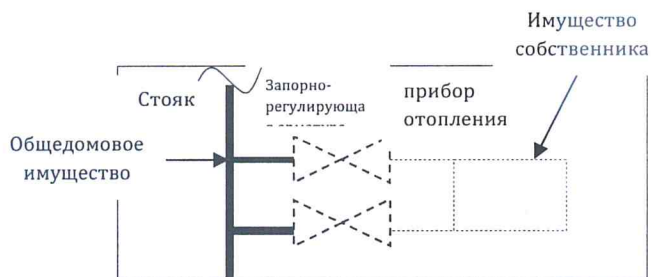 Имущество
собственника
Стояк
Запорно-
регулирующа
прибор
отопления
Общедомовое
имущество